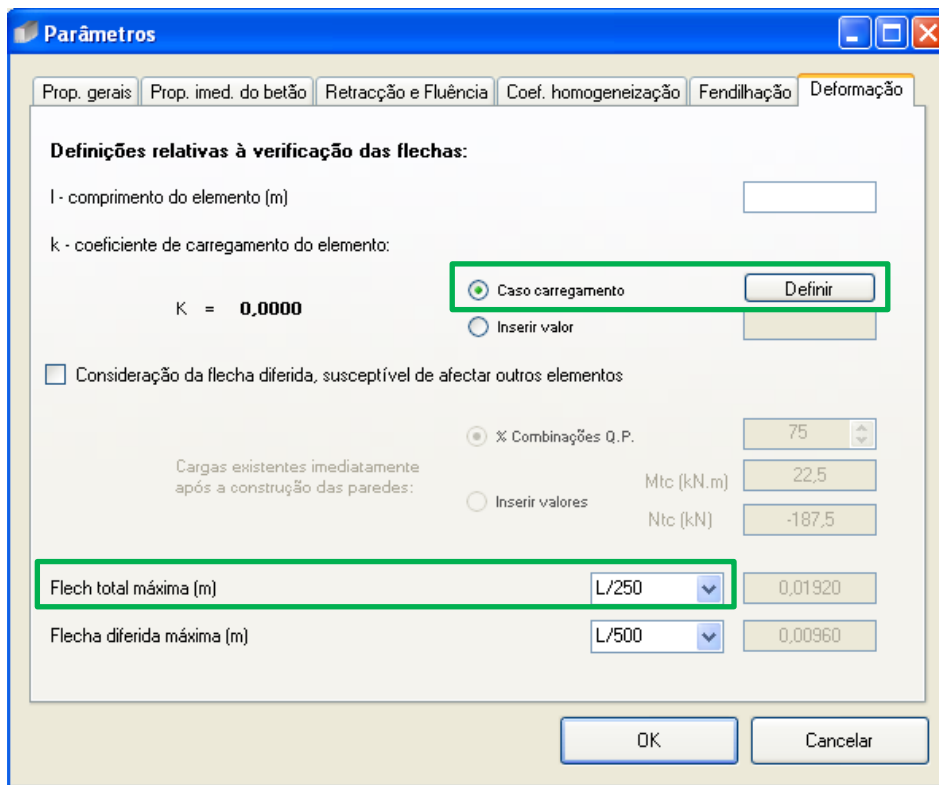 Parâmetros
Prop. gerais Prop. imed. do betão Retracção e Fluência Coef. homogeneização Fendilhação Deformação
Definições relativas à verificação das flechas:
l - comprimento do elemento (m)
k - coeficiente de carregamento do elemento:
Caso carregamento Definir
K = 0,0000
Inserir valor
Consideração da flecha diferida, susceptível de afectar outros elementos
% Combinações Q.P. 75
Cargas existentes imediatamente
após a construção das paredes:
Mtc (kN.m) 22,5
Inserir valores
Ntc (kN) -187,5
Flech total máxima (m) L/250 0,01920
Flecha diferida máxima (m) L/500 0,00960
OK Cancelar